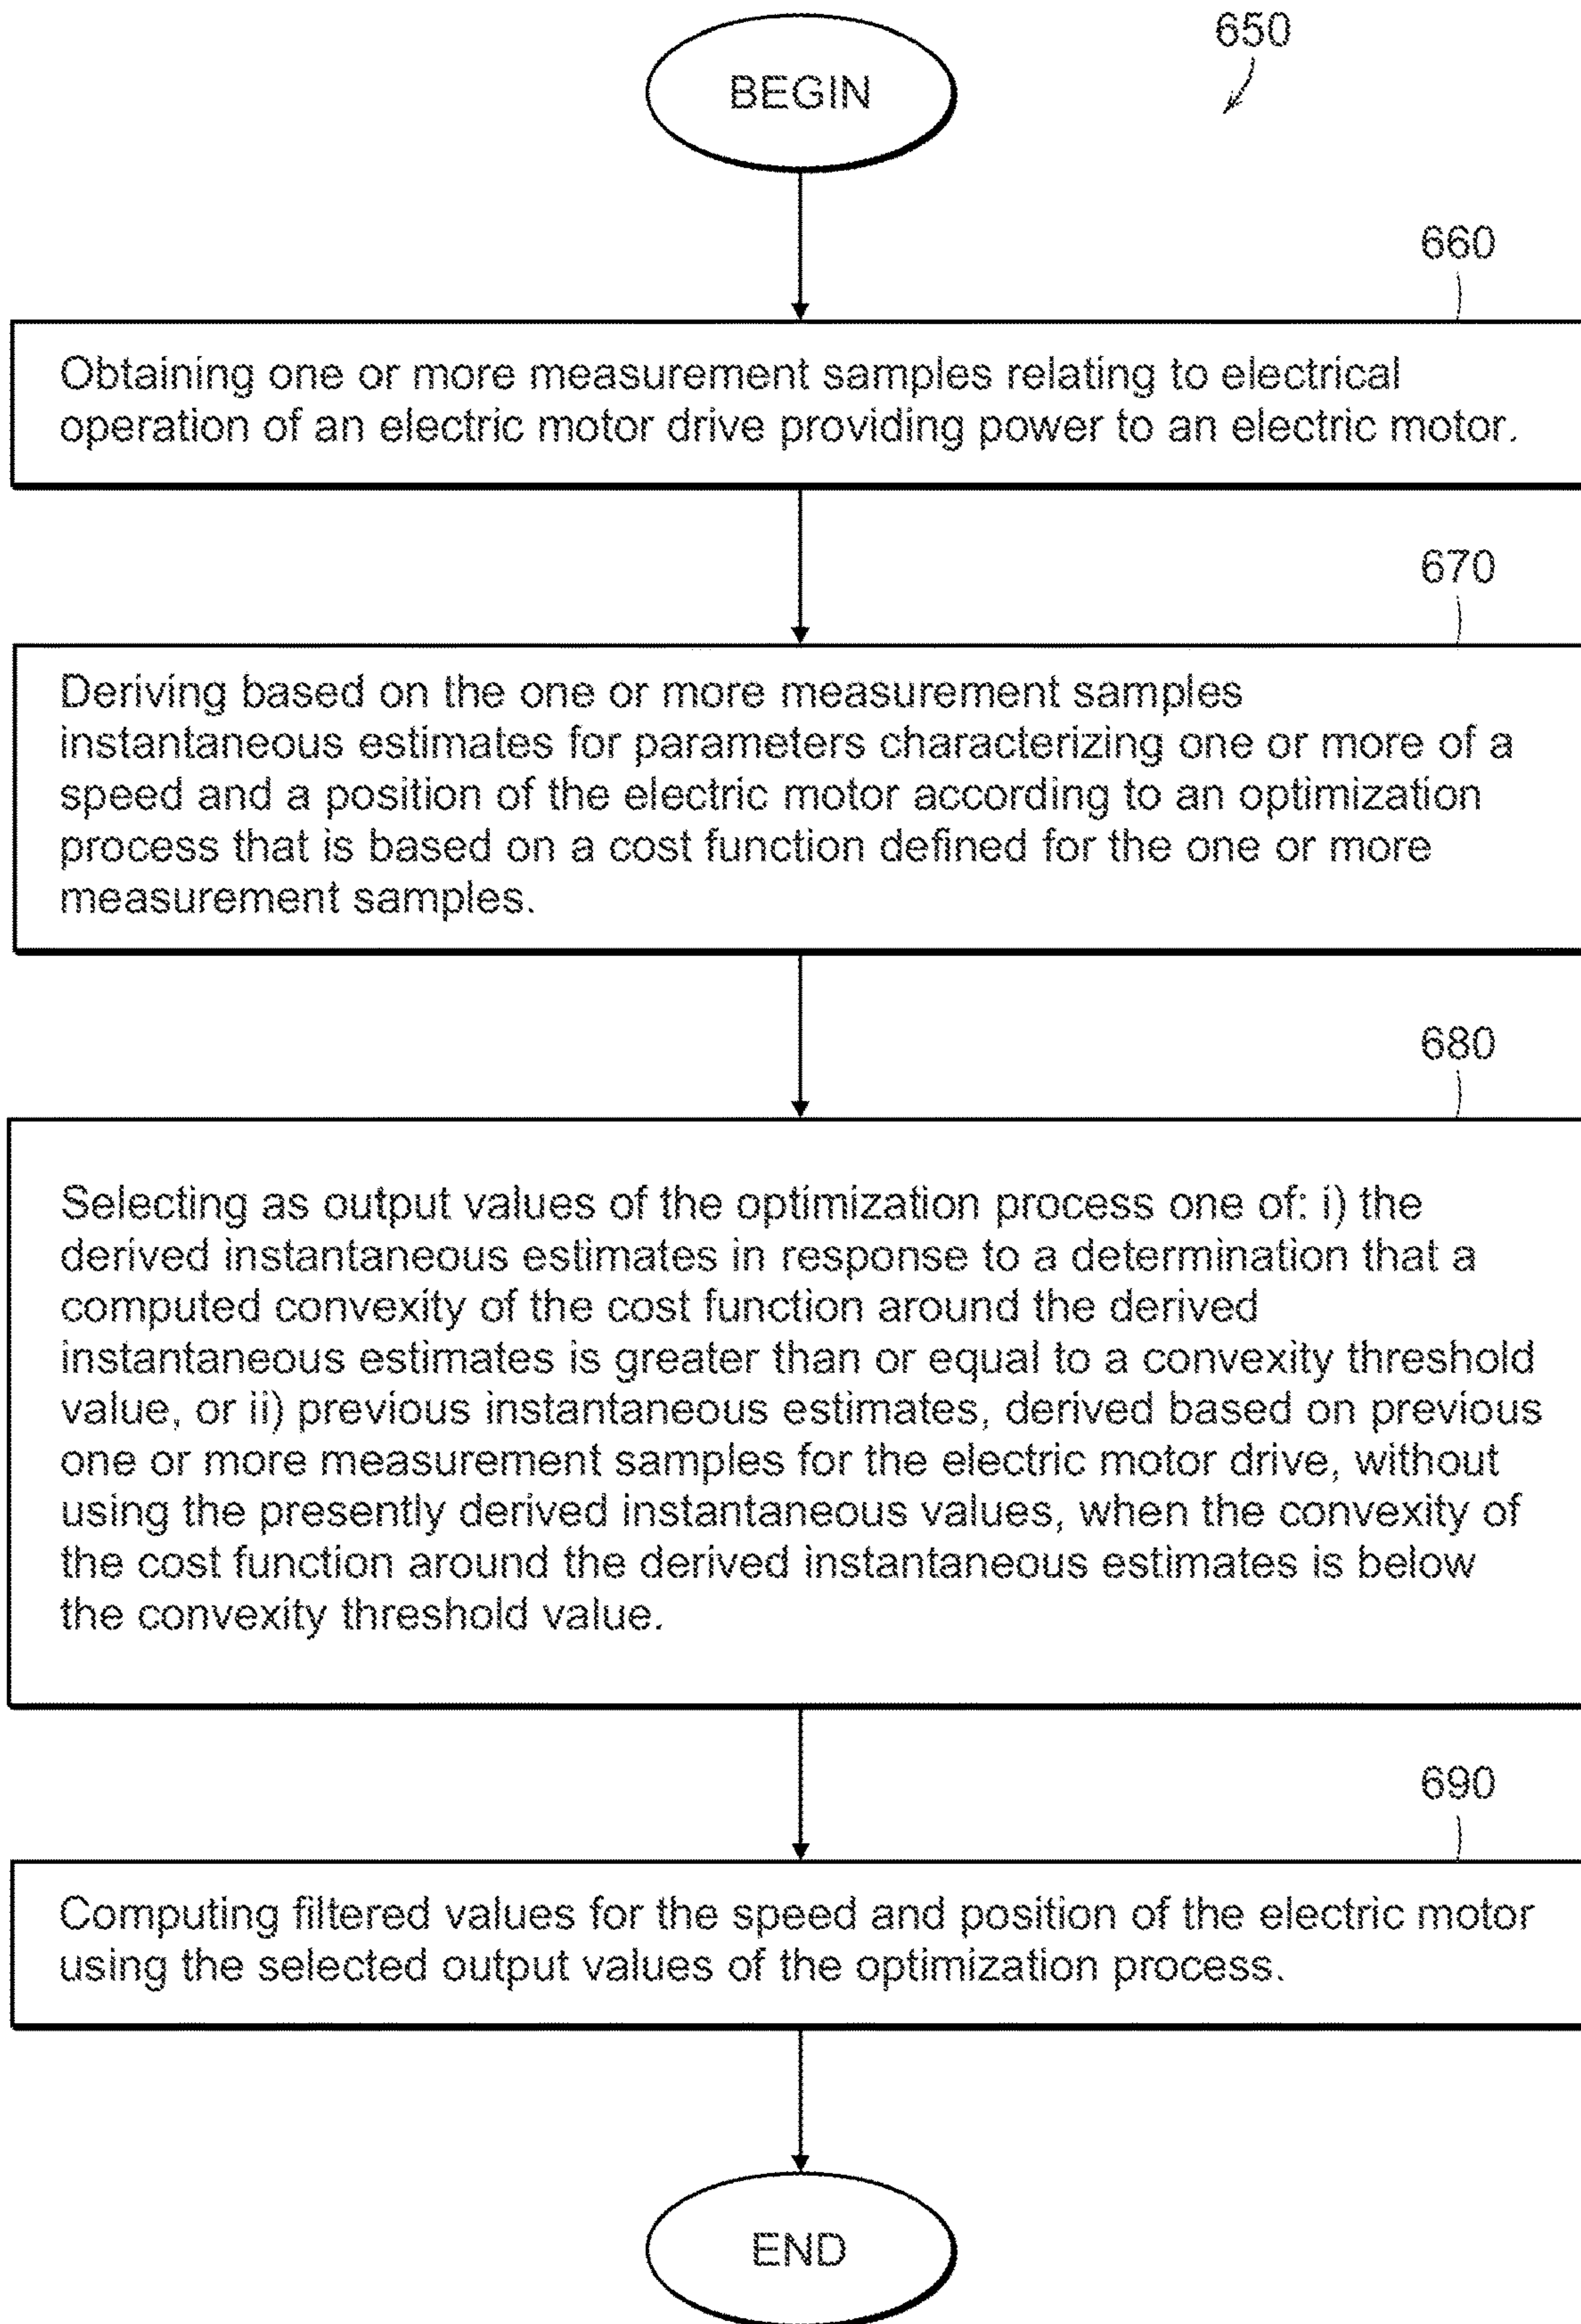 650
BEGIN
660
Obtaining one or more measurement samples relating to electrical
operation of an electric motor drive providing power to an electric motor.
670
Deriving based on the one or more measurement samples
instantaneous estimates for parameters characterizing one or more of a
speed and a position of the electric motor according to an optimization
process that is based on a cost function defined for the one or more
measurement samples.
680
Selecting as output values of the optimization process one of: i) the
derived instantaneous estimates in response to a determination that a
computed convexity of the cost function around the derived
instantaneous estimates is greater than or equal to a convexity threshold
value, or ii) previous instantaneous estimates, derived based on previous
one or more measurement samples for the electric motor drive, without
using the presently derived instantaneous values, when the convexity of
the cost function around the derived instantaneous estimates is below
the convexity threshold value.
690
Computing filtered values for the speed and position of the electric motor
using the selected output values of the optimization process.
END